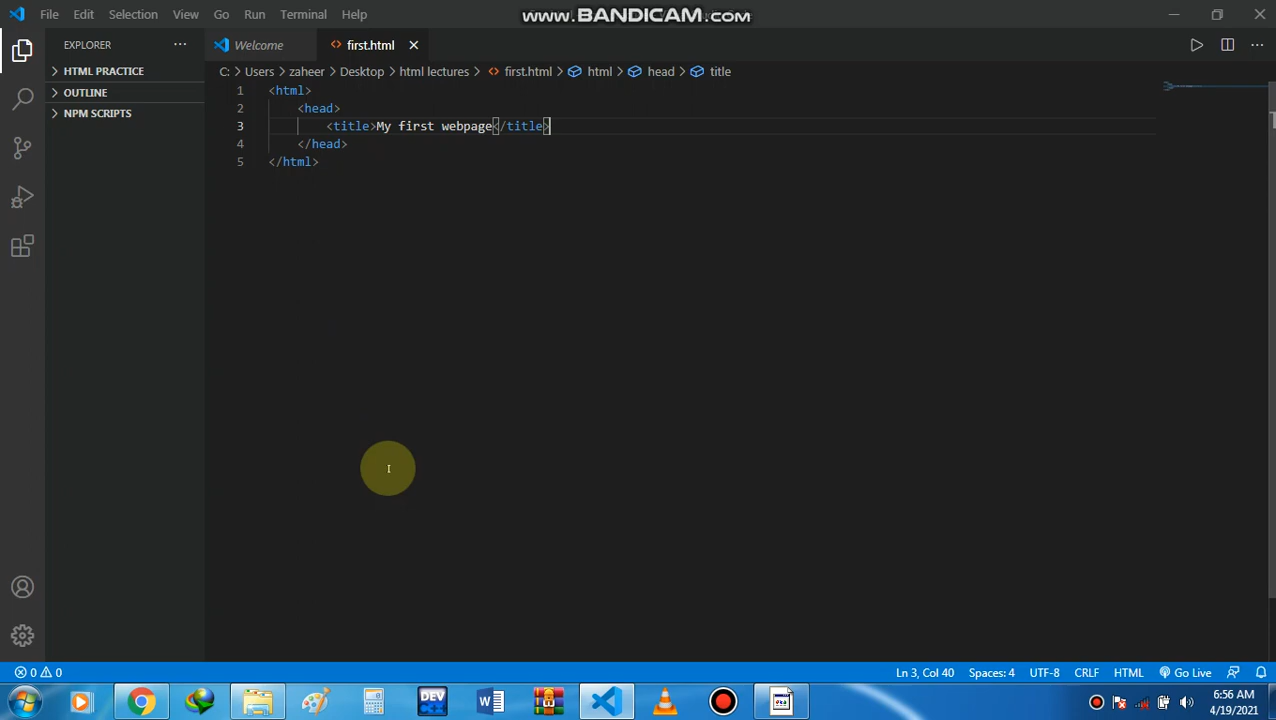 File Edit Selection View Go Run Terminal Help
www.BANDICAM.com
EXPLORER
Welcome
first.html
HTML PRACTICE
OUTLINE
NPM SCRIPTS
C: > Users > zaheer > Desktop > html lectures > first.html > html > head > title
1 <html>
2 <head>
3 <title>My first webpage</title>
4 </head>
5 </html>
0 0
Ln 3, Col 40 Spaces: 4 UTF-8 CRLF HTML Go Live
DEV
6:56 AM
4/19/2021